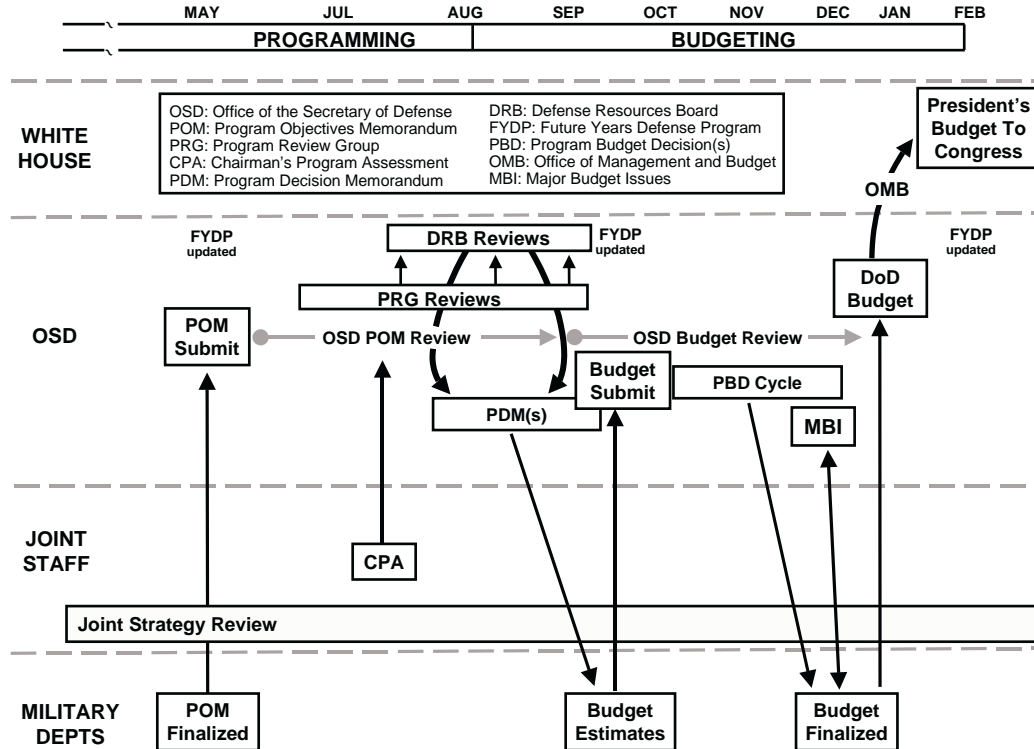 MAY JUL AUG SEP OCT NOV DEC JAN FEB
PROGRAMMING BUDGETING
WHITE
HOUSE
OSD: Office of the Secretary of Defense
POM: Program Objectives Memorandum
PRG: Program Review Group
CPA: Chairman's Program Assessment
PDM: Program Decision Memorandum
DRB: Defense Resources Board
FYDP: Future Years Defense Program
PBD: Program Budget Decision(s)
OMB: Office of Management and Budget
MBI: Major Budget Issues
President's
Budget To
Congress
OMB
OSD
FYDP
updated
DRB Reviews
FYDP
updated
FYDP
updated
DoD
Budget
PRG Reviews
POM
Submit
OSD POM Review
OSD Budget Review
Budget
Submit
PBD Cycle
PDM(s)
MBI
JOINT
STAFF
CPA
Joint Strategy Review
MILITARY
DEPTS
POM
Finalized
Budget
Estimates
Budget
Finalized